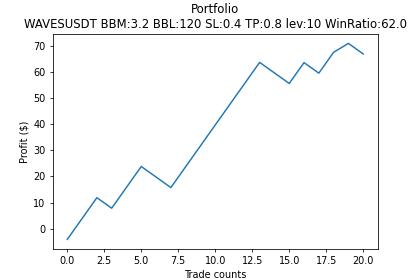 Portfolio
WAVESUSDT BBM:3.2 BBL:120 SL:0.4 TP:0.8 lev:10 WinRatio:62.0
70
60
50
40
30
20
10
0
Profit ($)
0.0 2.5 5.0 7.5 10.0 12.5 15.0 17.5 20.0
Trade counts